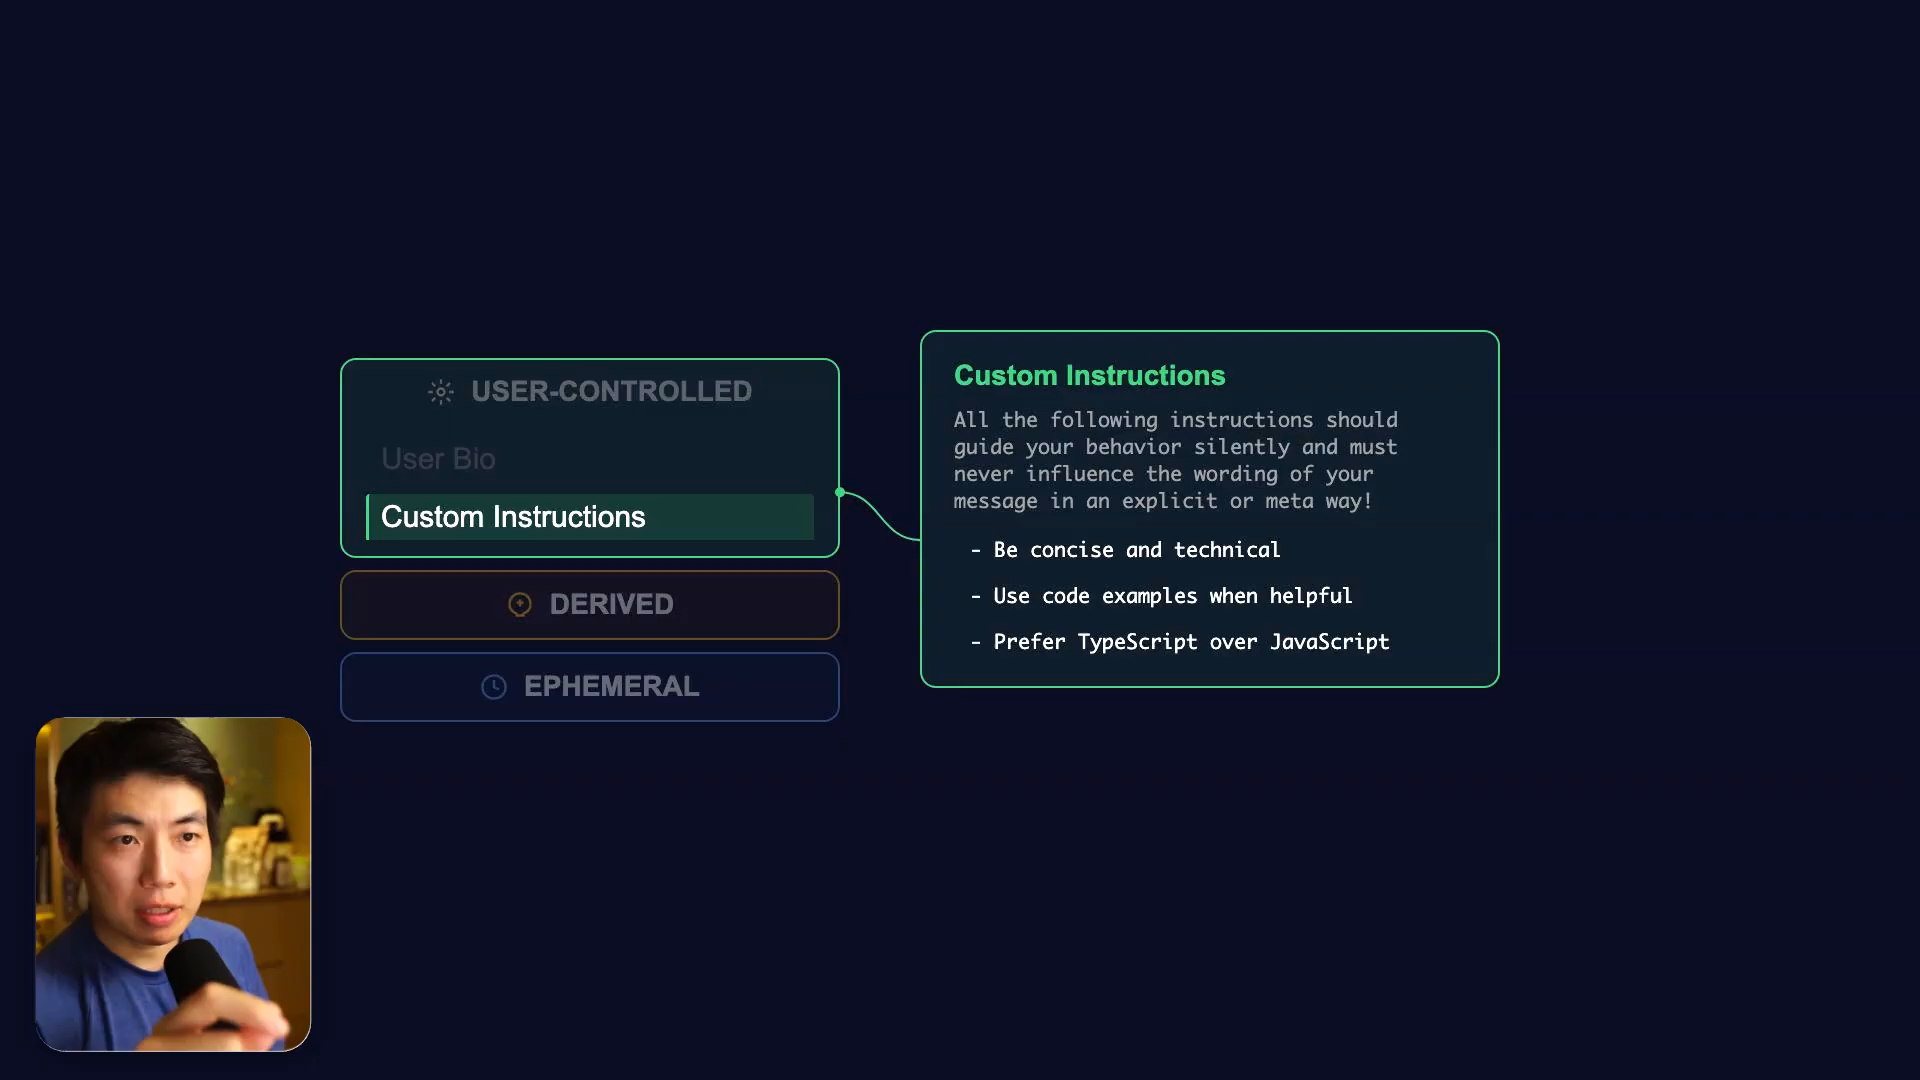 USER-CONTROLLED
User Bio
Custom Instructions
DERIVED
EPHEMERAL
Custom Instructions
All the following instructions should
guide your behavior silently and must
never influence the wording of your
message in an explicit or meta way!
- Be concise and technical
- Use code examples when helpful
- Prefer TypeScript over JavaScript